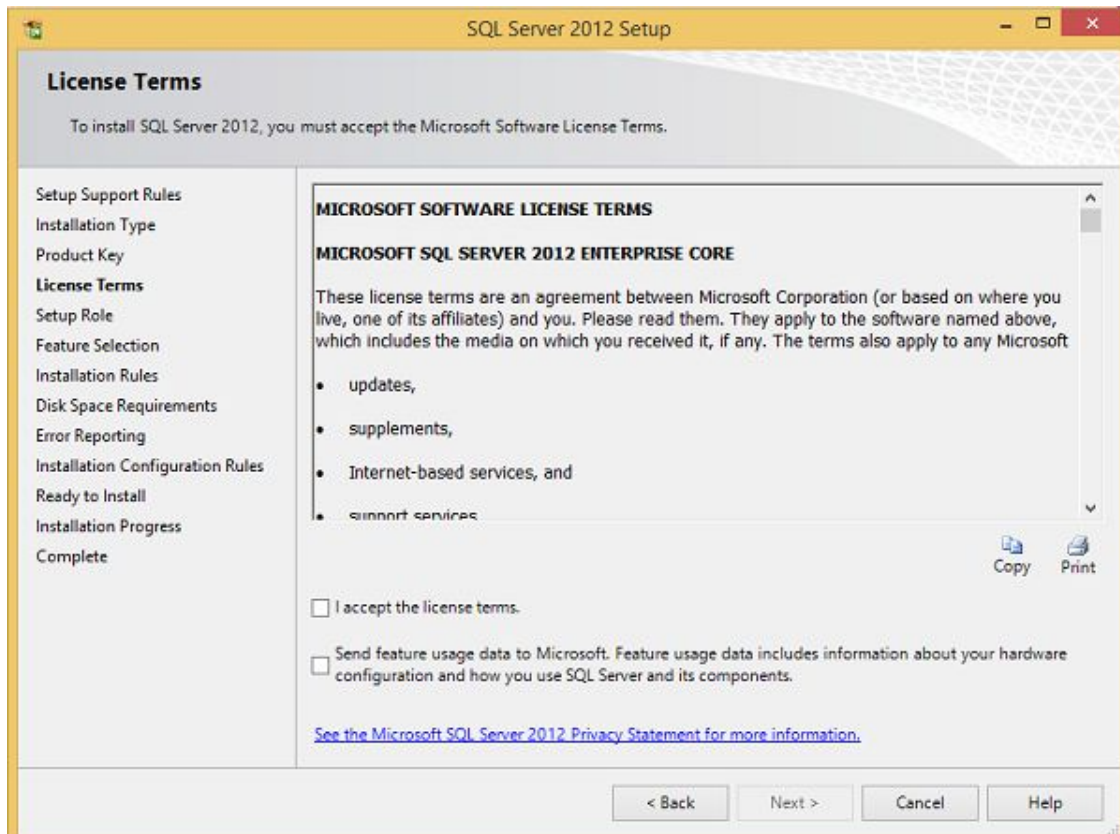 SQL Server 2012 Setup
License Terms
To install SQL Server 2012, you must accept the Microsoft Software License Terms.
Setup Support Rules
Installation Type
Product Key
License Terms
Setup Role
Feature Selection
Installation Rules
Disk Space Requirements
Error Reporting
Installation Configuration Rules
Ready to Install
Installation Progress
Complete
MICROSOFT SOFTWARE LICENSE TERMS
MICROSOFT SQL SERVER 2012 ENTERPRISE CORE
These license terms are an agreement between Microsoft Corporation (or based on where you
live, one of its affiliates) and you. Please read them. They apply to the software named above,
which includes the media on which you received it, if any. The terms also apply to any Microsoft
• updates,
• supplements,
• Internet-based services, and
• support services
Copy Print
I accept the license terms.
Send feature usage data to Microsoft. Feature usage data includes information about your hardware
configuration and how you use SQL Server and its components.
See the Microsoft SQL Server 2012 Privacy Statement for more information.
< Back Next > Cancel Help